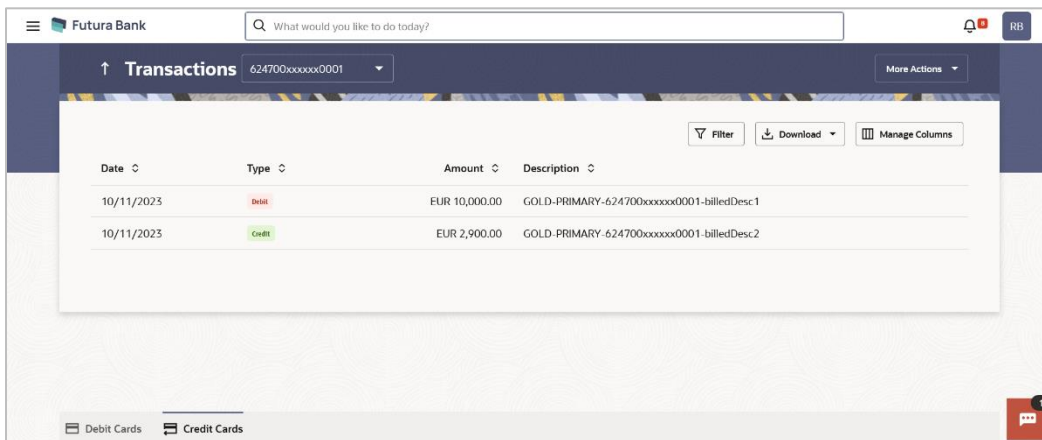 Futura Bank
What would you like to do today?
8
RB
↑ Transactions 624700xxxxxx0001
More Actions
Filter Download Manage Columns
Date Type Amount Description
10/11/2023 Debit EUR 10,000.00 GOLD-PRIMARY-624700xxxxxx0001-billedDesc1
10/11/2023 Credit EUR 2,900.00 GOLD-PRIMARY-624700xxxxxx0001-billedDesc2
Debit Cards Credit Cards